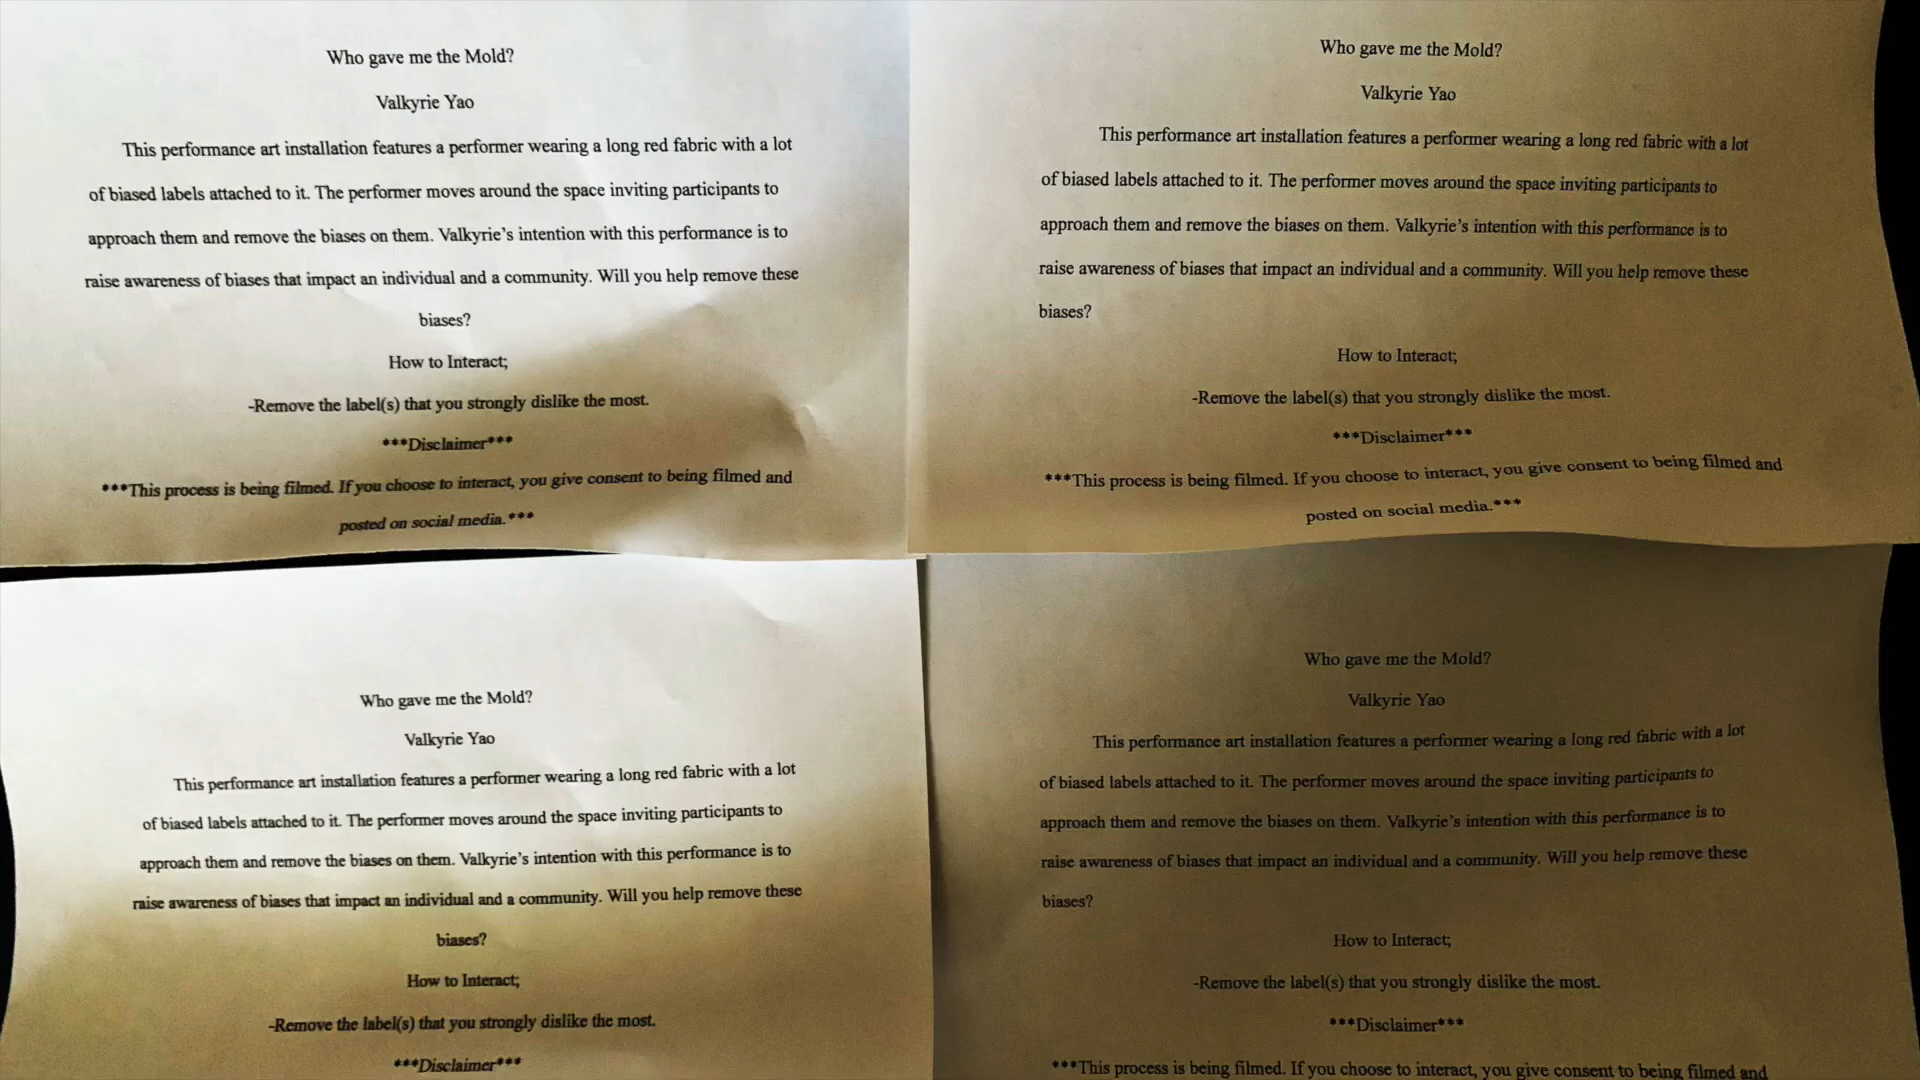 Who gave me the Mold?
Valkyrie Yao
This performance art installation features a performer wearing a long red fabric with a lot
of biased labels attached to it. The performer moves around the space inviting participants to
approach them and remove the biases on them. Valkyrie's intention with this performance is to
raise awareness of biases that impact an individual and a community. Will you help remove these
biases?
How to Interact;
-Remove the label(s) that you strongly dislike the most.
***Disclaimer***
***This process is being filmed. If you choose to interact, you give consent to being filmed and
posted on social media.***
Who gave me the Mold?
Valkyrie Yao
This performance art installation features a performer wearing a long red fabric with a lot
of biased labels attached to it. The performer moves around the space inviting participants to
approach them and remove the biases on them. Valkyrie's intention with this performance is to
raise awareness of biases that impact an individual and a community. Will you help remove these
biases?
How to Interact;
-Remove the label(s) that you strongly dislike the most.
***Disclaimer***
***This process is being filmed. If you choose to interact, you give consent to being filmed and
posted on social media.***
Who gave me the Mold?
Valkyrie Yao
This performance art installation features a performer wearing a long red fabric with a lot
of biased labels attached to it. The performer moves around the space inviting participants to
approach them and remove the biases on them. Valkyrie's intention with this performance is to
raise awareness of biases that impact an individual and a community. Will you help remove these
biases?
How to Interact;
-Remove the label(s) that you strongly dislike the most.
***Disclaimer***
Who gave me the Mold?
Valkyrie Yao
This performance art installation features a performer wearing a long red fabric with a lot
of biased labels attached to it. The performer moves around the space inviting participants to
approach them and remove the biases on them. Valkyrie's intention with this performance is to
raise awareness of biases that impact an individual and a community. Will you help remove these
biases?
How to Interact;
-Remove the label(s) that you strongly dislike the most.
***Disclaimer***
***This process is being filmed. If you choose to interact, you give consent to being filmed and